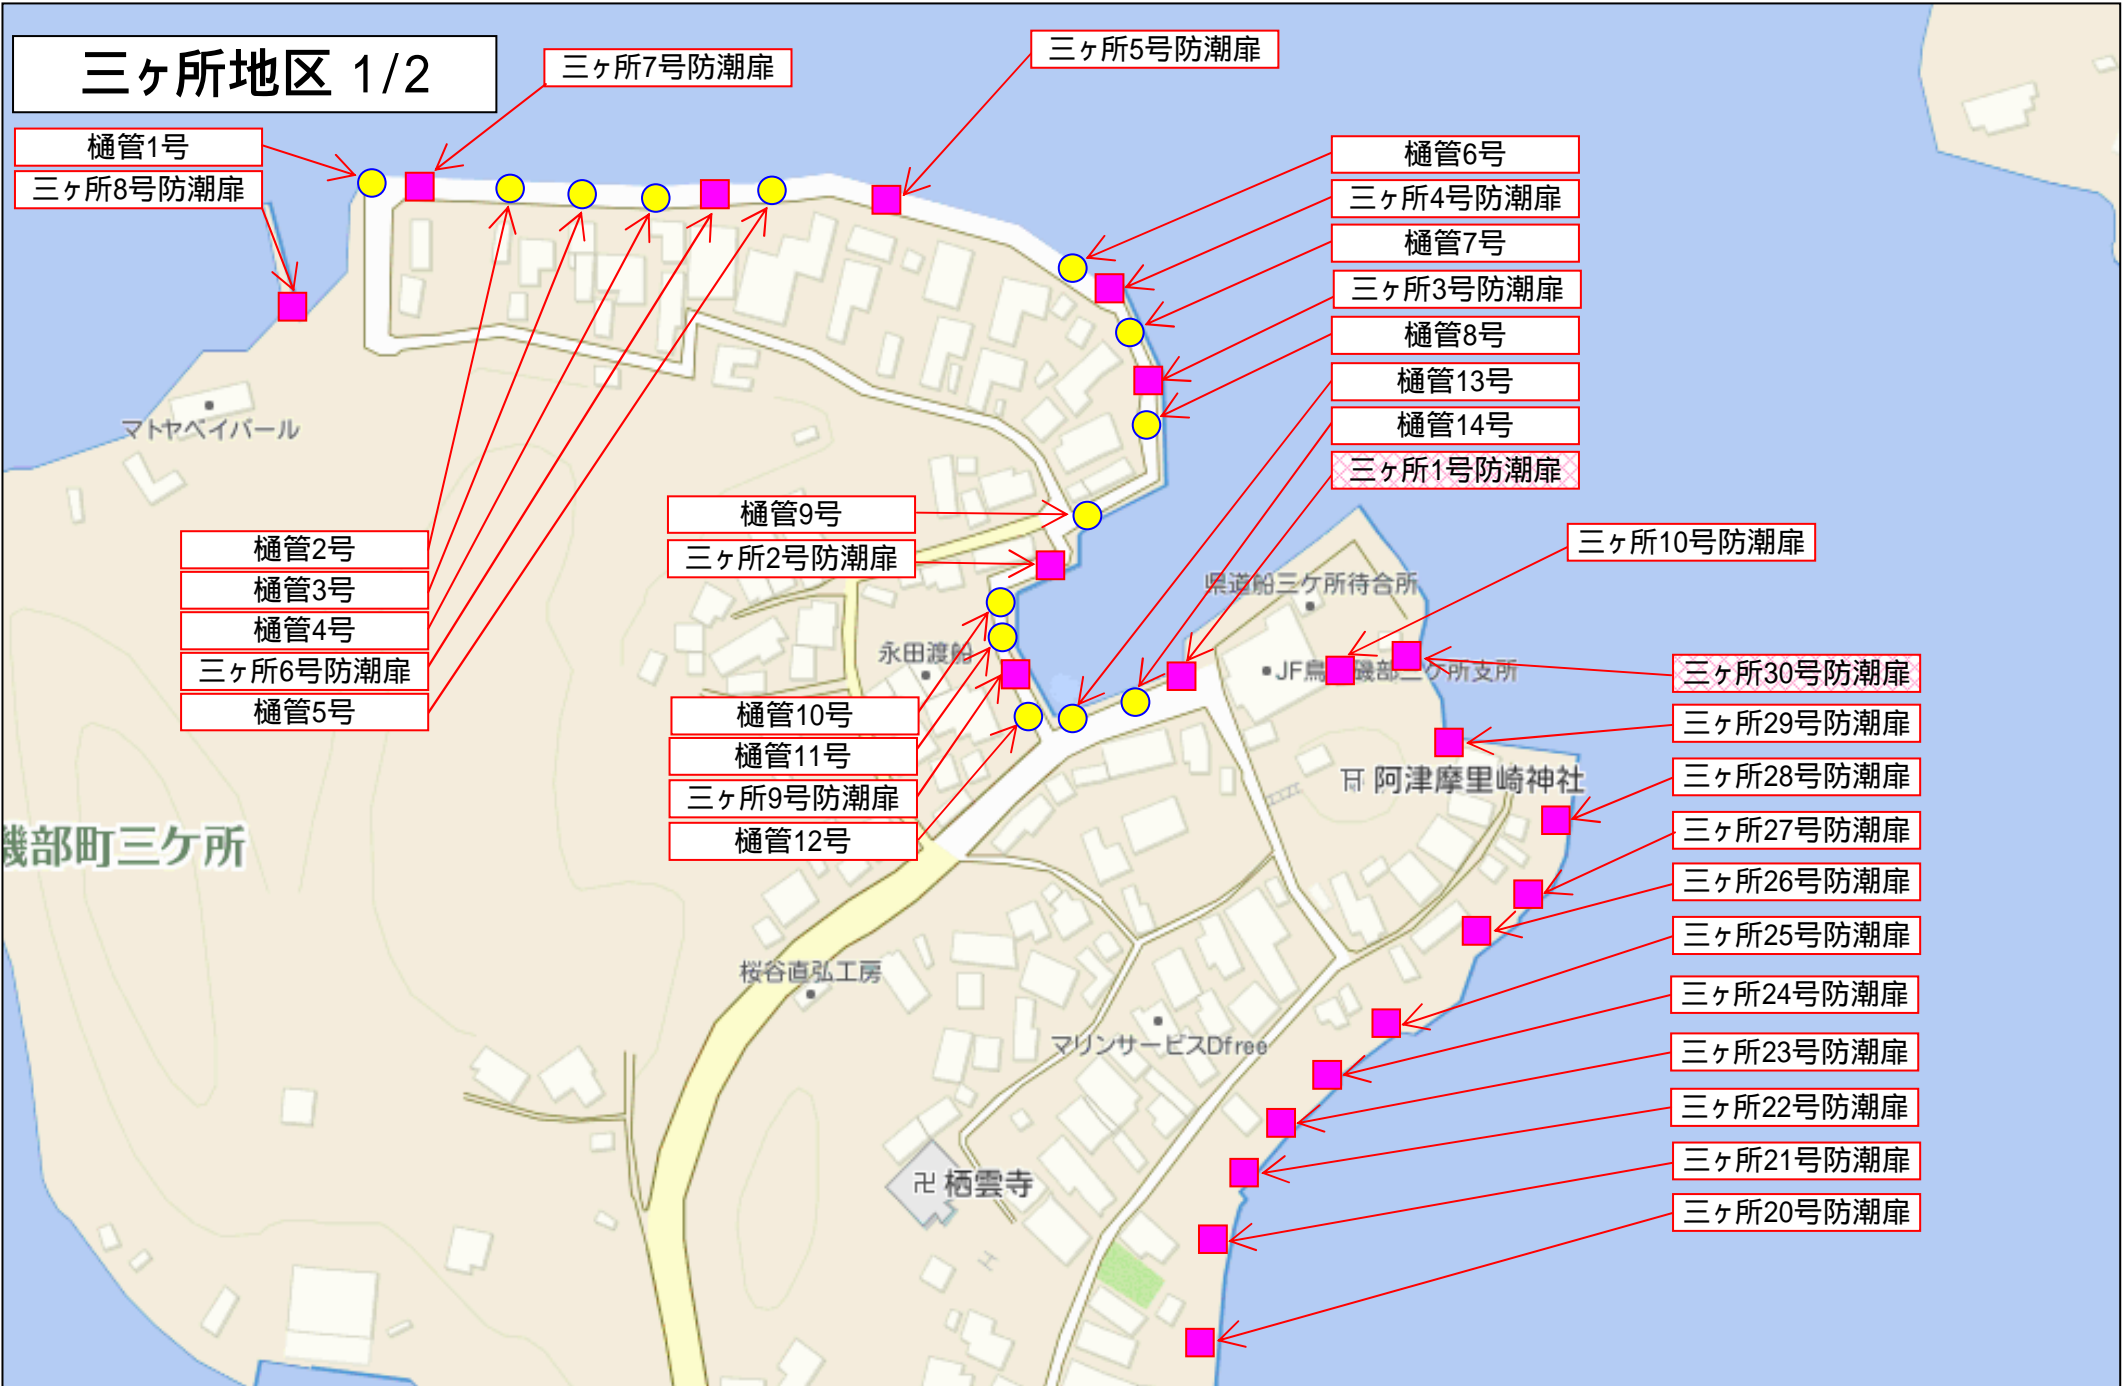 三ヶ所地区 1/2
三ヶ所7号防潮扉
三ヶ所5号防潮扉
樋管1号
三ヶ所8号防潮扉
樋管6号
三ヶ所4号防潮扉
樋管7号
三ヶ所3号防潮扉
樋管8号
樋管13号
樋管14号
三ヶ所1号防潮扉
マトヤベイバール
樋管9号
三ヶ所2号防潮扉
樋管2号
樋管3号
樋管4号
三ヶ所6号防潮扉
樋管5号
三ヶ所10号防潮扉
県道船三ケ所待合所
永田渡船
JF鳥 磯部三ケ所支所
三ヶ所30号防潮扉
三ヶ所29号防潮扉
樋管10号
樋管11号
三ヶ所9号防潮扉
樋管12号
阿津摩里崎神社
三ヶ所28号防潮扉
三ヶ所27号防潮扉
三ヶ所26号防潮扉
三ヶ所25号防潮扉
磯部町三ケ所
桜谷直弘工房
三ヶ所24号防潮扉
マリンサービスDfree
三ヶ所23号防潮扉
三ヶ所22号防潮扉
三ヶ所21号防潮扉
卍 栖雲寺
三ヶ所20号防潮扉